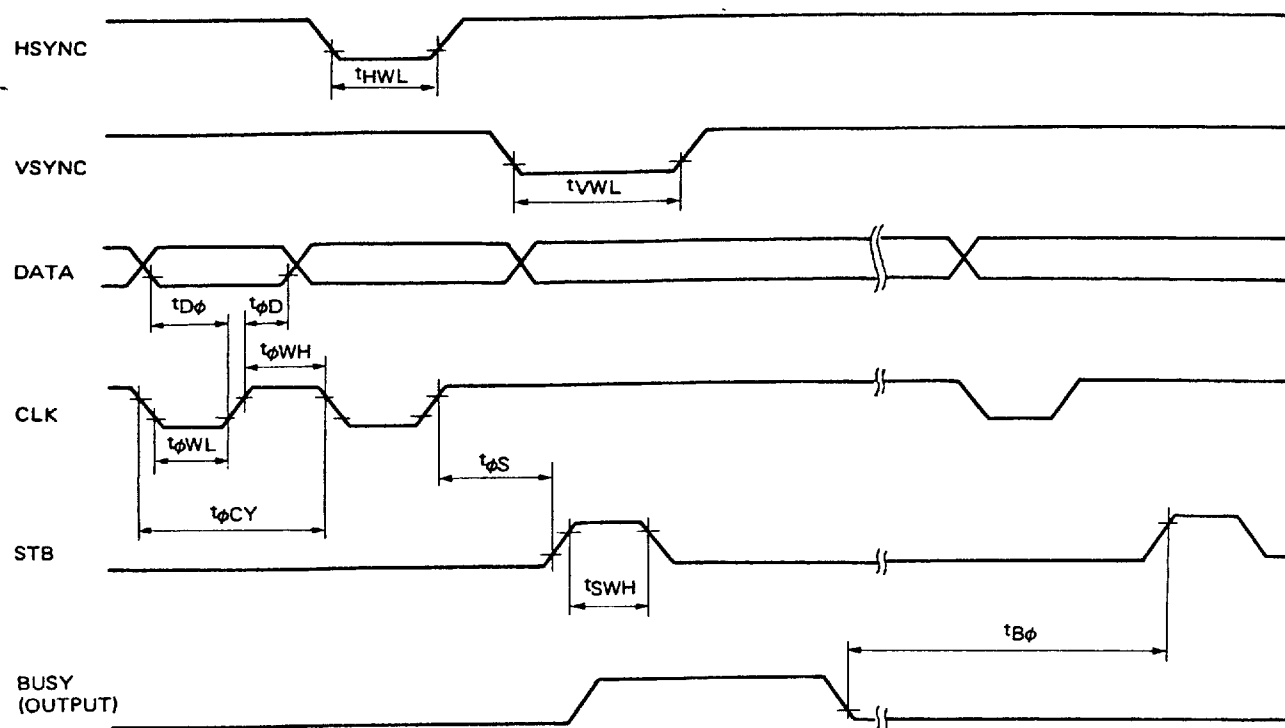 HSYNC
tHWL
VSYNC
tVWL
DATA
tDφ
tφD
tφWH
CLK
tφWL
tφS
tφCY
STB
tSWH
tBφ
BUSY
(OUTPUT)